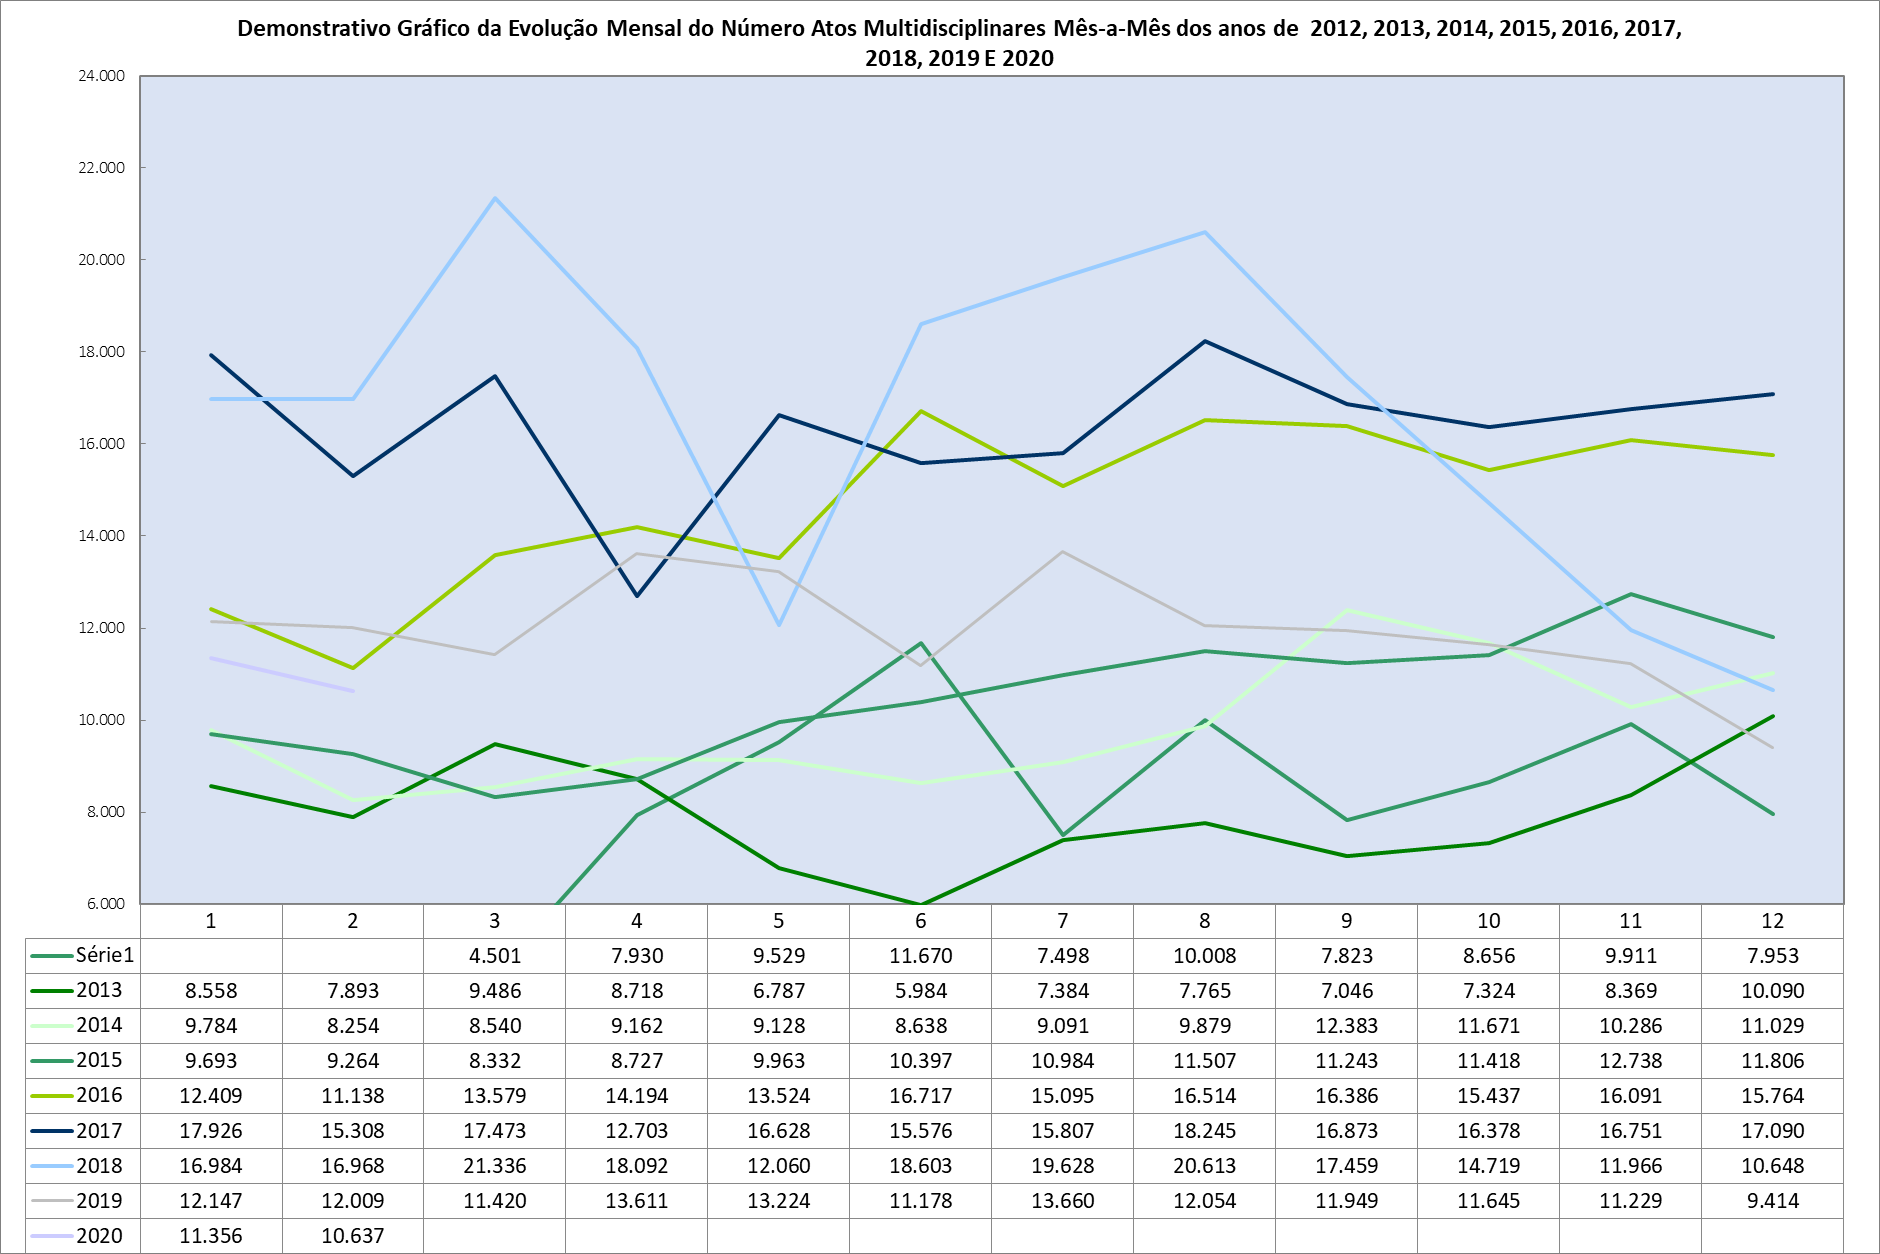 Demonstrativo Gráfico da Evolução Mensal do Número Atos Multidisciplinares Mês-a-Mês dos anos de 2012, 2013, 2014, 2015, 2016, 2017,
2018, 2019 E 2020
24.000
22.000
20.000
18.000
16.000
14.000
12.000
10.000
8.000
6.000
1 2 3 4 5 6 7 8 9 10 11 12
Série1 4.501 7.930 9.529 11.670 7.498 10.008 7.823 8.656 9.911 7.953
2013 8.558 7.893 9.486 8.718 6.787 5.984 7.384 7.765 7.046 7.324 8.369 10.090
2014 9.784 8.254 8.540 9.162 9.128 8.638 9.091 9.879 12.383 11.671 10.286 11.029
2015 9.693 9.264 8.332 8.727 9.963 10.397 10.984 11.507 11.243 11.418 12.738 11.806
2016 12.409 11.138 13.579 14.194 13.524 16.717 15.095 16.514 16.386 15.437 16.091 15.764
2017 17.926 15.308 17.473 12.703 16.628 15.576 15.807 18.245 16.873 16.378 16.751 17.090
2018 16.984 16.968 21.336 18.092 12.060 18.603 19.628 20.613 17.459 14.719 11.966 10.648
2019 12.147 12.009 11.420 13.611 13.224 11.178 13.660 12.054 11.949 11.645 11.229 9.414
2020 11.356 10.637